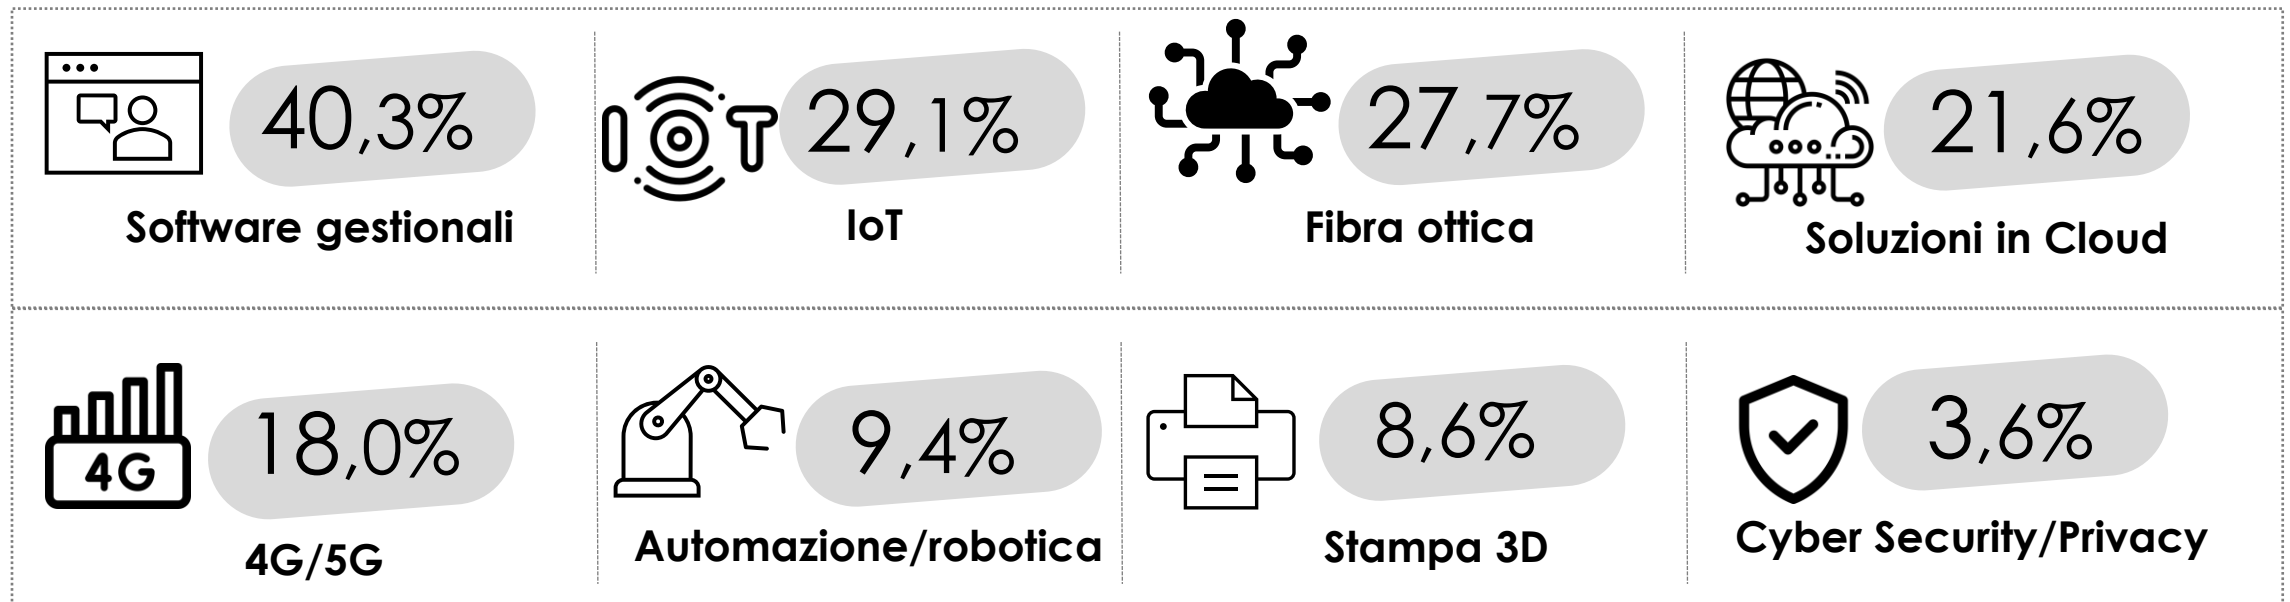 40,3%
Software gestionali
IOT
29,1%
IoT
27,7%
Fibra ottica
21,6%
Soluzioni in Cloud
4G
18,0%
4G/5G
9,4%
Automazione/robotica
8,6%
Stampa 3D
3,6%
Cyber Security/Privacy